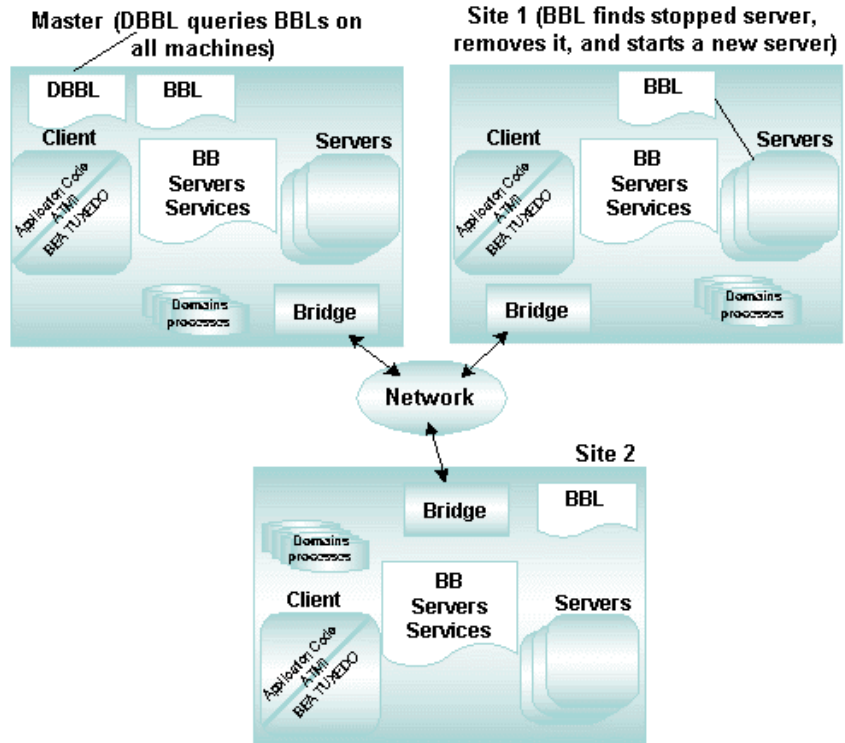 Master (DBBL queries BBLs on
all machines)
DBBL
BBL
Client
Application Code
ATMI
BEA TUXEDO
BB
Servers
Services
Servers
Domains
processes
Bridge
Site 1 (BBL finds stopped server,
removes it, and starts a new server)
BBL
Client
Application Code
ATMI
BEA TUXEDO
BB
Servers
Services
Servers
Bridge
Domains
processes
Network
Site 2
Bridge
BBL
Domains
processes
Client
Application Code
ATMI
BEA TUXEDO
BB
Servers
Services
Servers